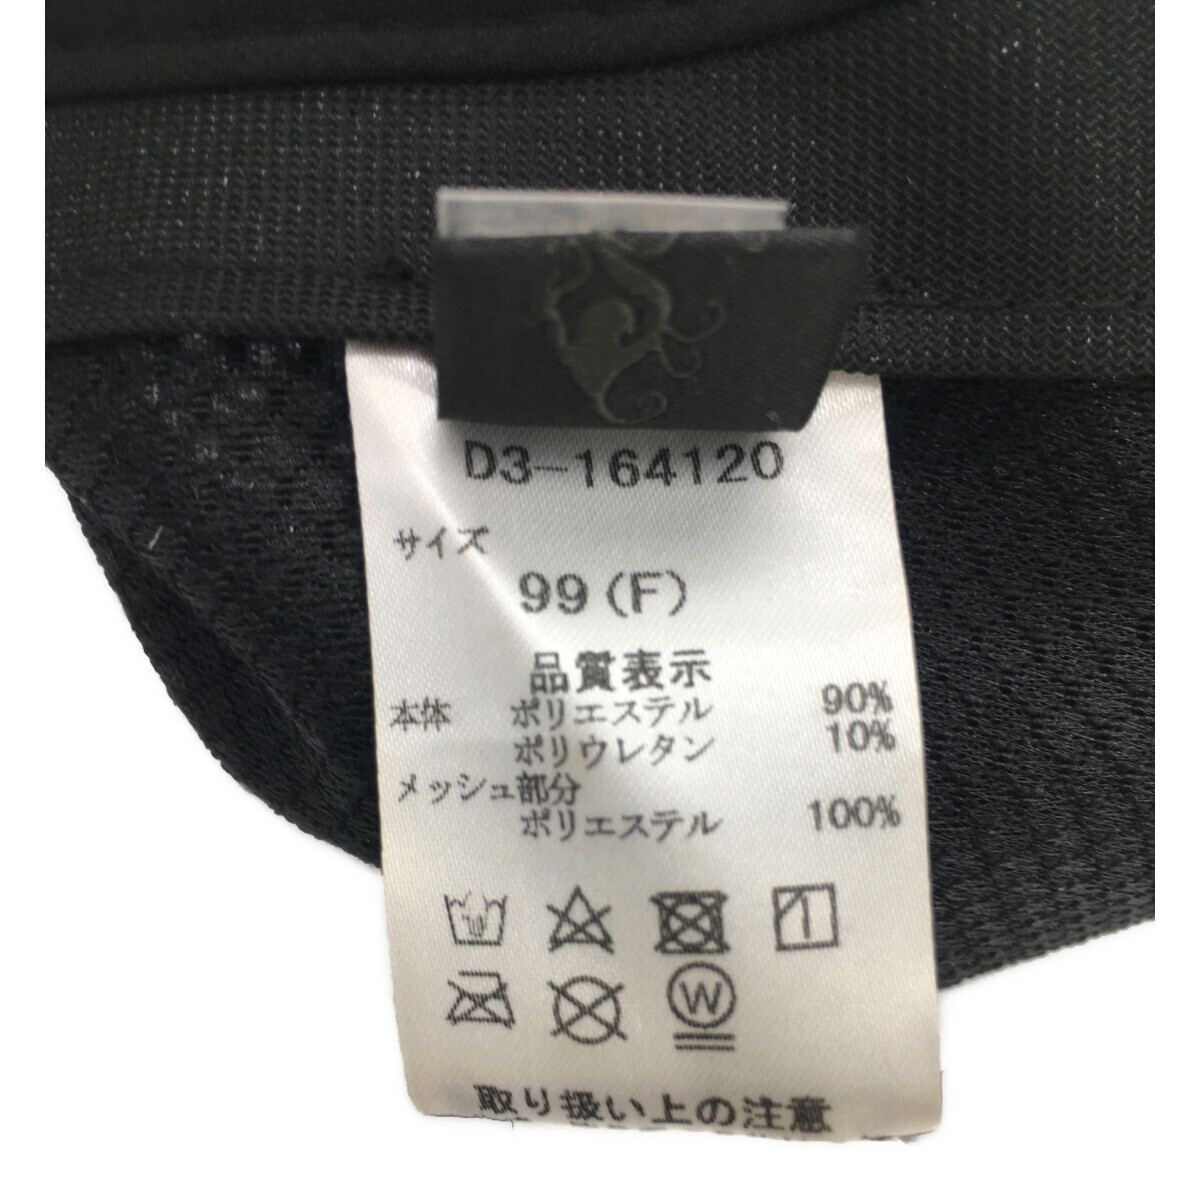 D3-164120
サイズ
99(F)
品質表示
本体 ポリエステル 90%
ポリウレタン 10%
メッシュ部分
ポリエステル 100%
W
取り扱い上の注意